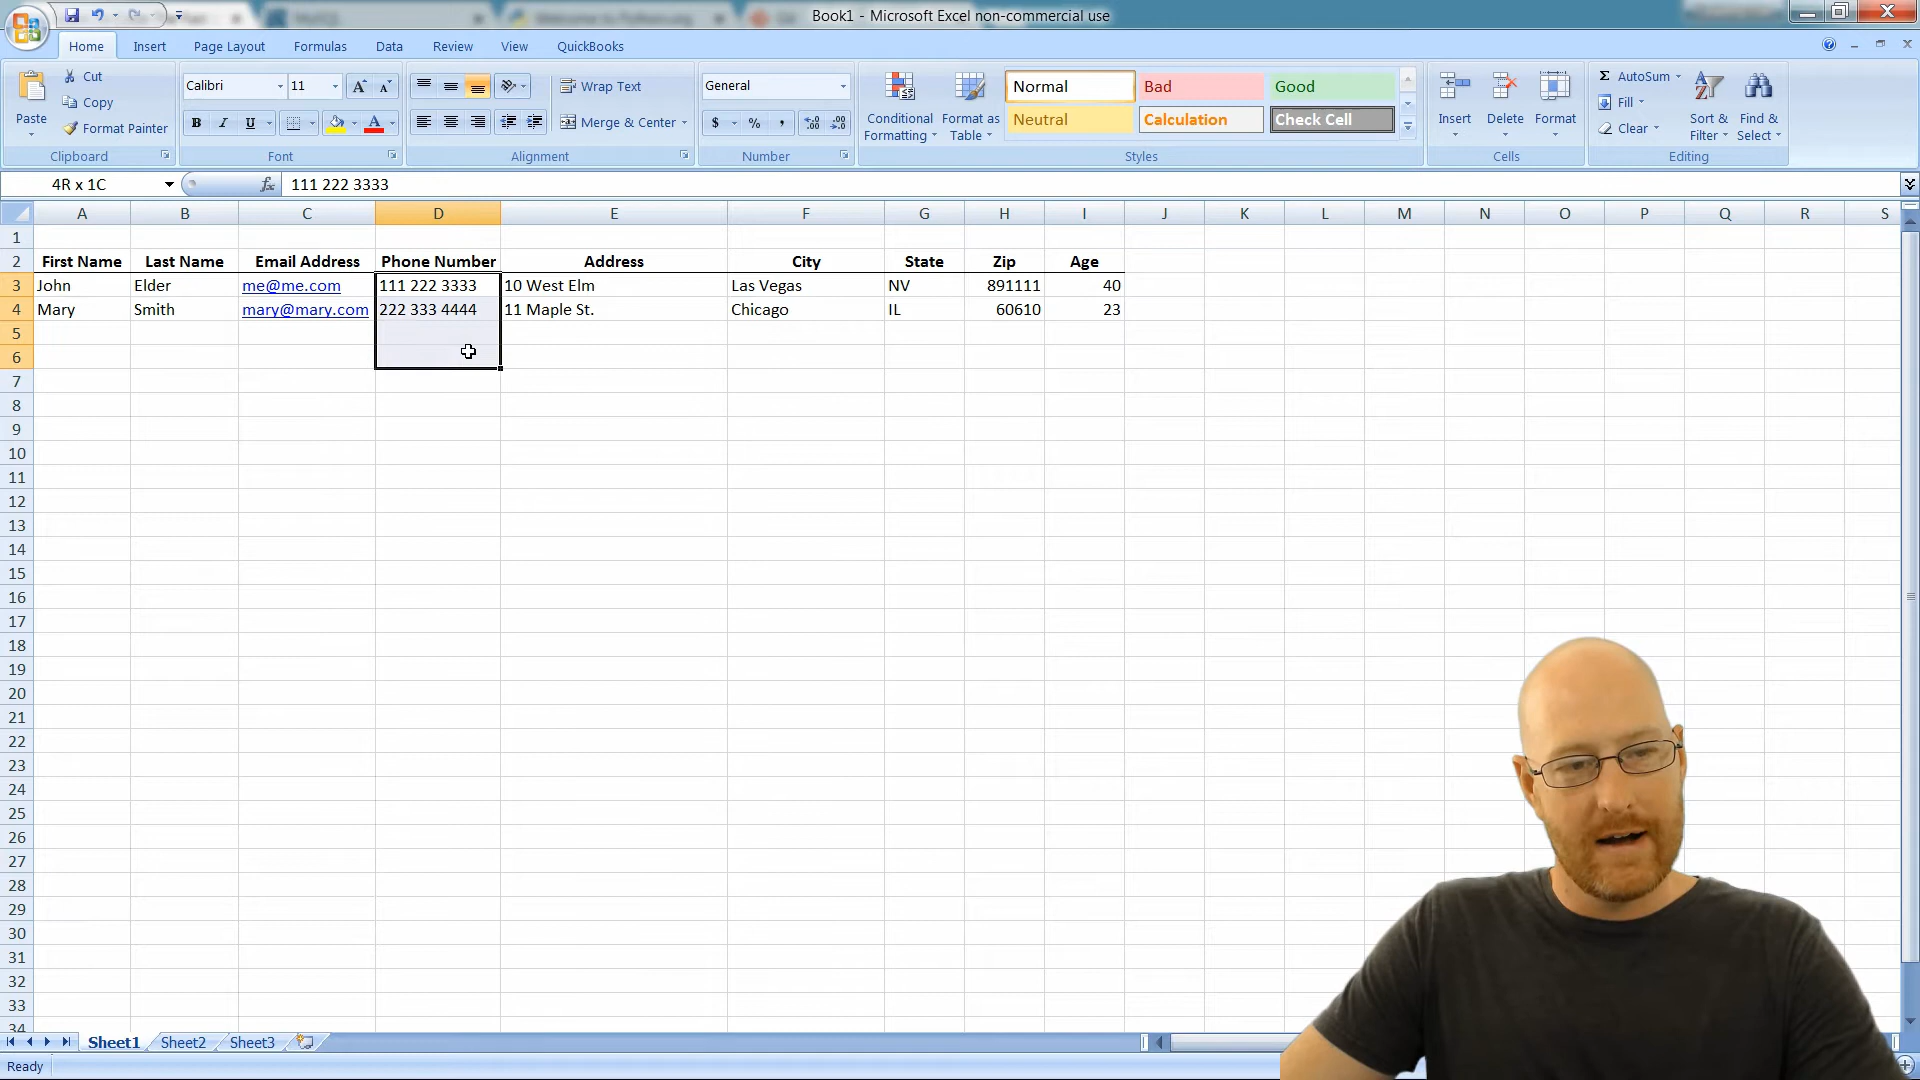 Book1 - Microsoft Excel non-commercial use
Home Insert Page Layout Formulas Data Review View QuickBooks
Paste
Cut
Copy
Format Painter
Clipboard
Calibri 11
B I U
Font
Wrap Text
Merge & Center
Alignment
General
$ % ,
Number
Conditional Formatting
Format as Table
Normal Bad Good
Neutral Calculation Check Cell
Styles
Insert Delete Format
Cells
Σ AutoSum
Fill
Clear
Sort & Filter
Find & Select
Editing
4R x 1C fx 111 222 3333
A B C D E F G H I J K L M N O P Q R S
1
2 First Name Last Name Email Address Phone Number Address City State Zip Age
3 John Elder me@me.com 111 222 3333 10 West Elm Las Vegas NV 891111 40
4 Mary Smith mary@mary.com 222 333 4444 11 Maple St. Chicago IL 60610 23
5
6
7
8
9
10
11
12
13
14
15
16
17
18
19
20
21
22
23
24
25
26
27
28
29
30
31
32
33
34
Sheet1 Sheet2 Sheet3
Ready